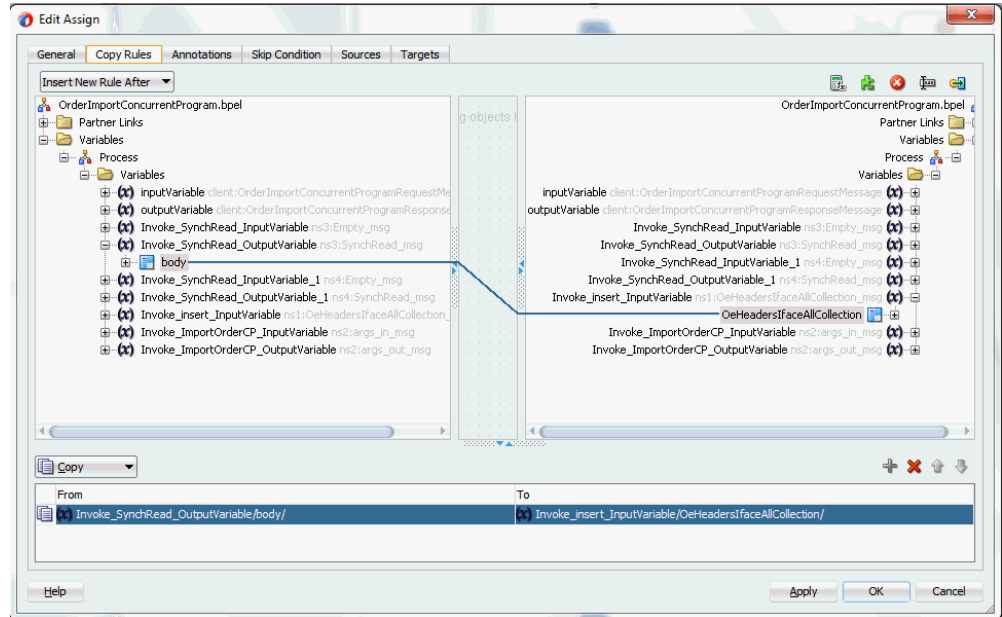 Edit Assign
General Copy Rules Annotations Skip Condition Sources Targets
Insert New Rule After
OrderImportConcurrentProgram.bpel
Partner Links
Variables
Process
Variables
(x) inputVariable client:OrderImportConcurrentProgramRequestMe
(x) outputVariable client:OrderImportConcurrentProgramResponse
(x) Invoke_SynchRead_InputVariable ns3:Empty_msg
(x) Invoke_SynchRead_OutputVariable ns3:SynchRead_msg
body
(x) Invoke_SynchRead_InputVariable_1 ns4:Empty_msg
(x) Invoke_SynchRead_OutputVariable_1 ns4:SynchRead_msg
(x) Invoke_insert_InputVariable ns1:OeHeadersIfaceAllCollection_
(x) Invoke_ImportOrderCP_InputVariable ns2:args_in_msg
(x) Invoke_ImportOrderCP_OutputVariable ns2:args_out_msg
g objects
OrderImportConcurrentProgram.bpel
Partner Links
Variables
Process
Variables
inputVariable client:OrderImportConcurrentProgramRequestMessage (x)
outputVariable client:OrderImportConcurrentProgramResponseMessage (x)
Invoke_SynchRead_InputVariable ns3:Empty_msg (x)
Invoke_SynchRead_OutputVariable ns3:SynchRead_msg (x)
Invoke_SynchRead_InputVariable_1 ns4:Empty_msg (x)
Invoke_SynchRead_OutputVariable_1 ns4:SynchRead_msg (x)
Invoke_insert_InputVariable ns1:OeHeadersIfaceAllCollection_msg (x)
OeHeadersIfaceAllCollection
Invoke_ImportOrderCP_InputVariable ns2:args_in_msg (x)
Invoke_ImportOrderCP_OutputVariable ns2:args_out_msg (x)
Copy
From To
(x) Invoke_SynchRead_OutputVariable/body/ (x) Invoke_insert_InputVariable/OeHeadersIfaceAllCollection/
Help Apply OK Cancel